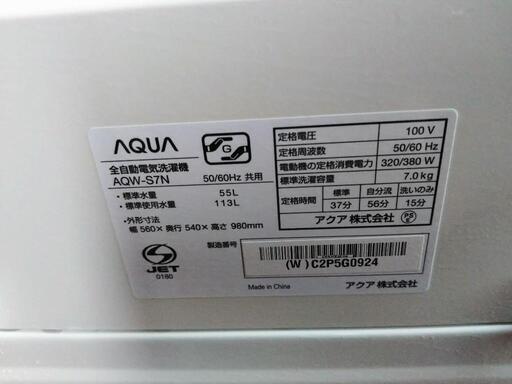 AQUA
G
全自動電気洗濯機
AQW-S7N 50/60Hz 共用
・標準水量 55L
・標準使用水量 113L
・外形寸法
幅 560× 奥行 540× 高さ 980mm
JET
0180
製造番号
(W)C2P5G0924
Made in China
アクア 株式会社
定格電圧 100 V
定格周波数 50/60 Hz
電動機の定格消費電力 320/380 W
標準洗濯容量 7.0kg
定格時間 標準 自分流 洗いのみ
37分 56分 15分
アクア 株式会社
PSE